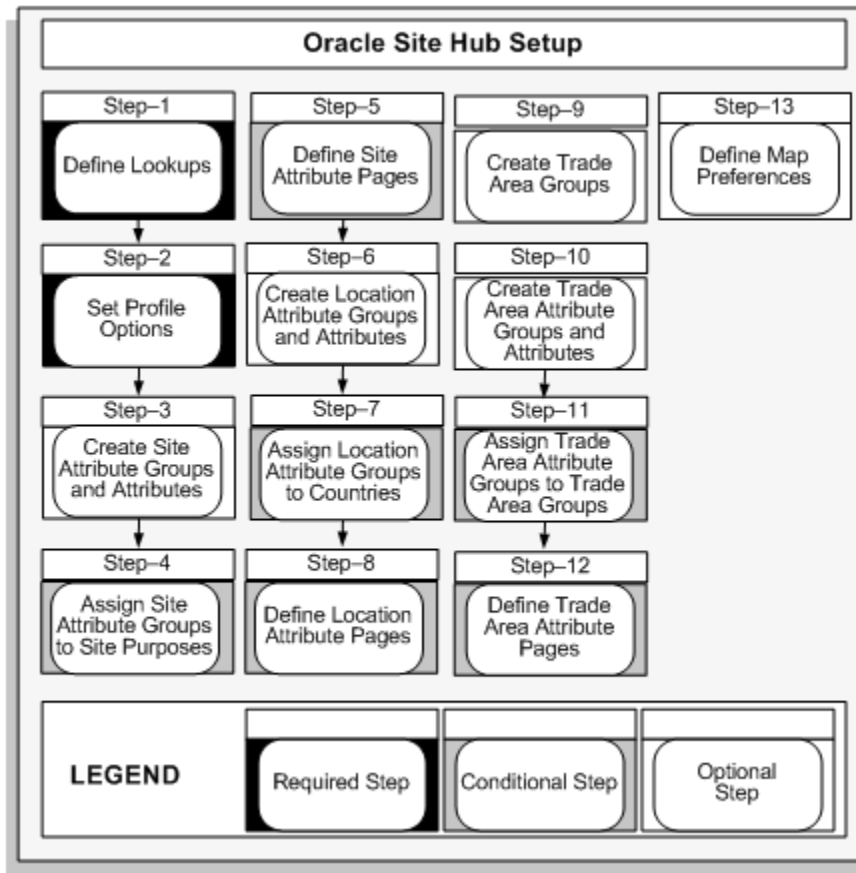 Oracle Site Hub Setup
Step–1
Define Lookups
Step–2
Set Profile
Options
Step–3
Create Site
Attribute Groups
and Attributes
Step–4
Assign Site
Attribute Groups
to Site Purposes
Step–5
Define Site
Attribute Pages
Step–6
Create Location
Attribute Groups
and Attributes
Step–7
Assign Location
Attribute Groups
to Countries
Step–8
Define Location
Attribute Pages
Step–9
Create Trade
Area Groups
Step–10
Create Trade
Area Attribute
Groups and
Attributes
Step–11
Assign Trade
Area Attribute
Groups to Trade
Area Groups
Step–12
Define Trade
Area Attribute
Pages
Step–13
Define Map
Preferences
LEGEND
Required Step
Conditional Step
Optional
Step